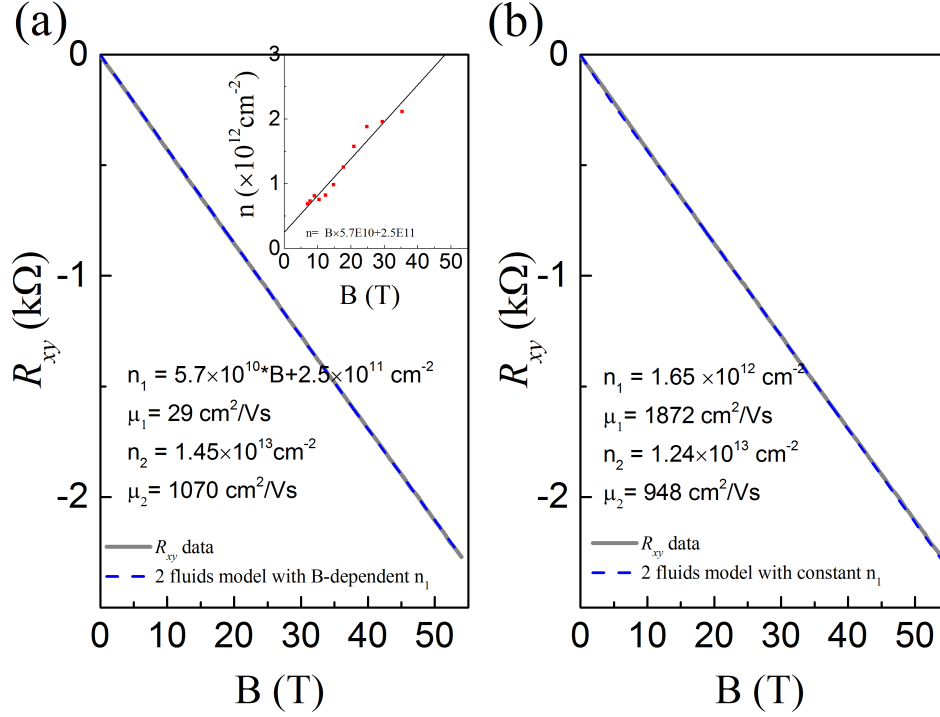 (a)
0
-1
-2
R_xy (kΩ)
3
2
1
0
n (×10^12cm^-2)
n= B×5.7E10+2.5E11
0 10 20 30 40 50
B (T)
n_1 = 5.7×10^10*B+2.5×10^11 cm^-2
μ_1= 29 cm^2/Vs
n_2 = 1.45×10^13cm^-2
μ_2= 1070 cm^2/Vs
R_xy data
2 fluids model with B-dependent n_1
0 10 20 30 40 50
B (T)
(b)
0
-1
-2
R_xy (kΩ)
n_1 = 1.65 ×10^12 cm^-2
μ_1= 1872 cm^2/Vs
n_2 = 1.24×10^13 cm^-2
μ_2= 948 cm^2/Vs
R_xy data
2 fluids model with constant n_1
0 10 20 30 40 50
B (T)